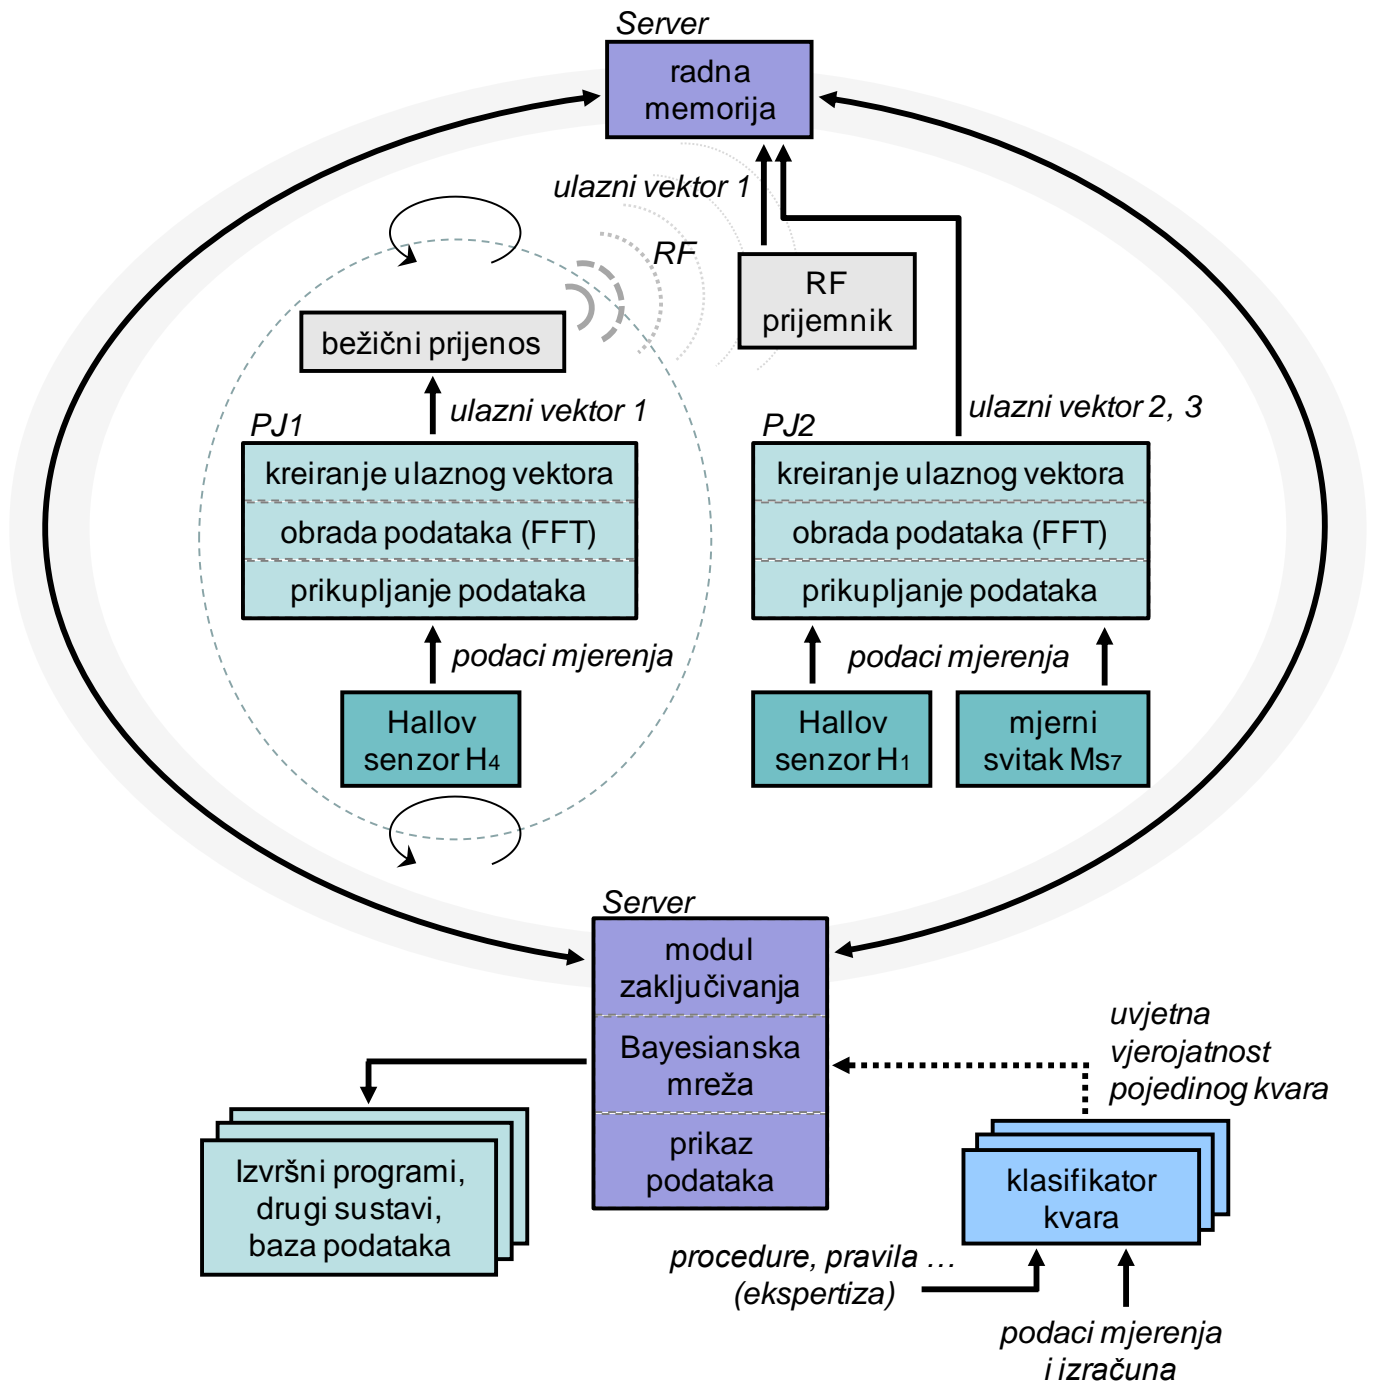 Server
radna
memorija
ulazni vektor 1
RF
RF
prijemnik
bežični prijenos
ulazni vektor 1
ulazni vektor 2, 3
PJ1
kreiranje ulaznog vektora
obrada podataka (FFT)
prikupljanje podataka
PJ2
kreiranje ulaznog vektora
obrada podataka (FFT)
prikupljanje podataka
podaci mjerenja
podaci mjerenja
Hallov
senzor H4
Hallov
senzor H1
mjerni
svitak Ms7
Server
modul
zaključivanja
Bayesianska
mreža
prikaz
podataka
uvjetna
vjerojatnost
pojedinog kvara
Izvršni programi,
drugi sustavi,
baza podataka
klasifikator
kvara
procedure, pravila ...
(ekspertiza)
podaci mjerenja
i izračuna